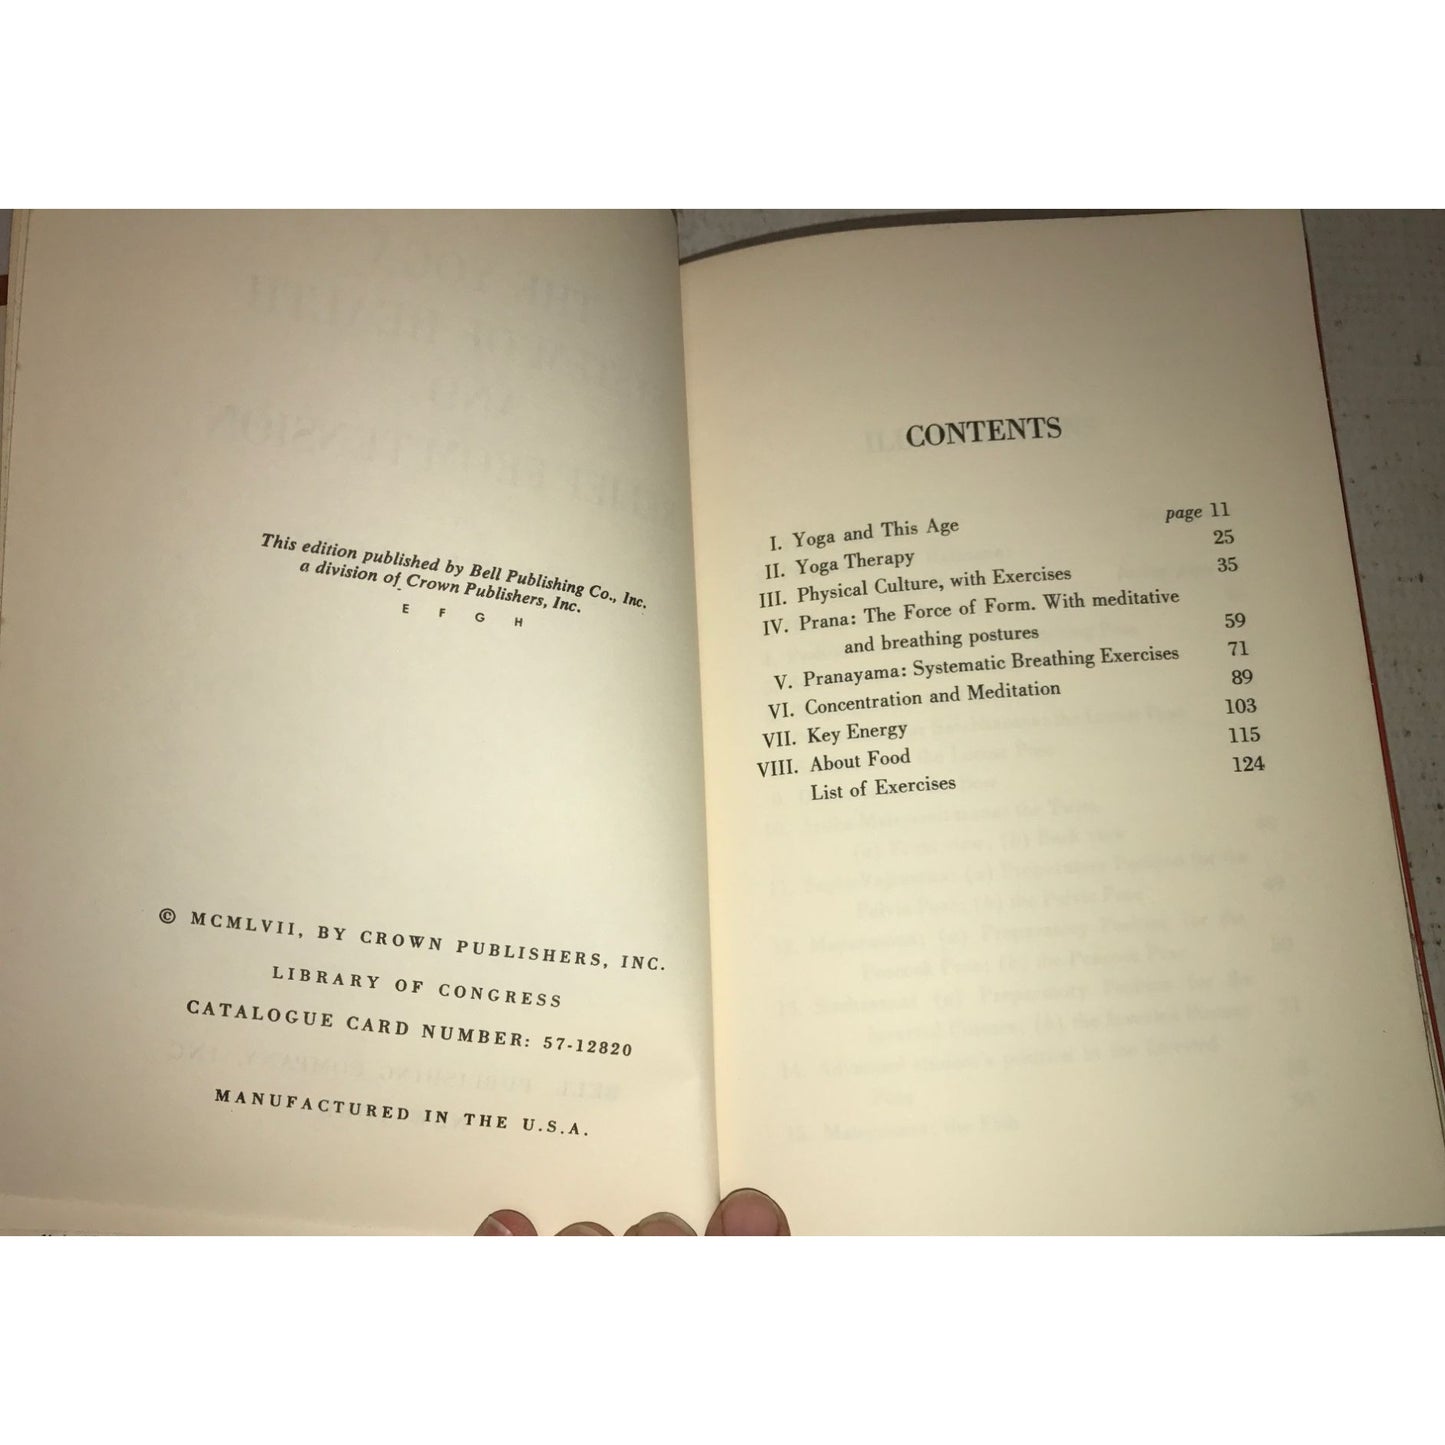 This edition published by Bell Publishing Co., Inc.
a division of Crown Publishers, Inc.
E F G H
© MCMLVII, BY CROWN PUBLISHERS, INC.
LIBRARY OF CONGRESS
CATALOGUE CARD NUMBER: 57-12820
MANUFACTURED IN THE U.S.A.
CONTENTS
I. Yoga and This Age page 11
II. Yoga Therapy 25
III. Physical Culture, with Exercises 35
IV. Prana: The Force of Form. With meditative
and breathing postures 59
V. Pranayama: Systematic Breathing Exercises 71
VI. Concentration and Meditation 89
VII. Key Energy 103
VIII. About Food 115
List of Exercises 124